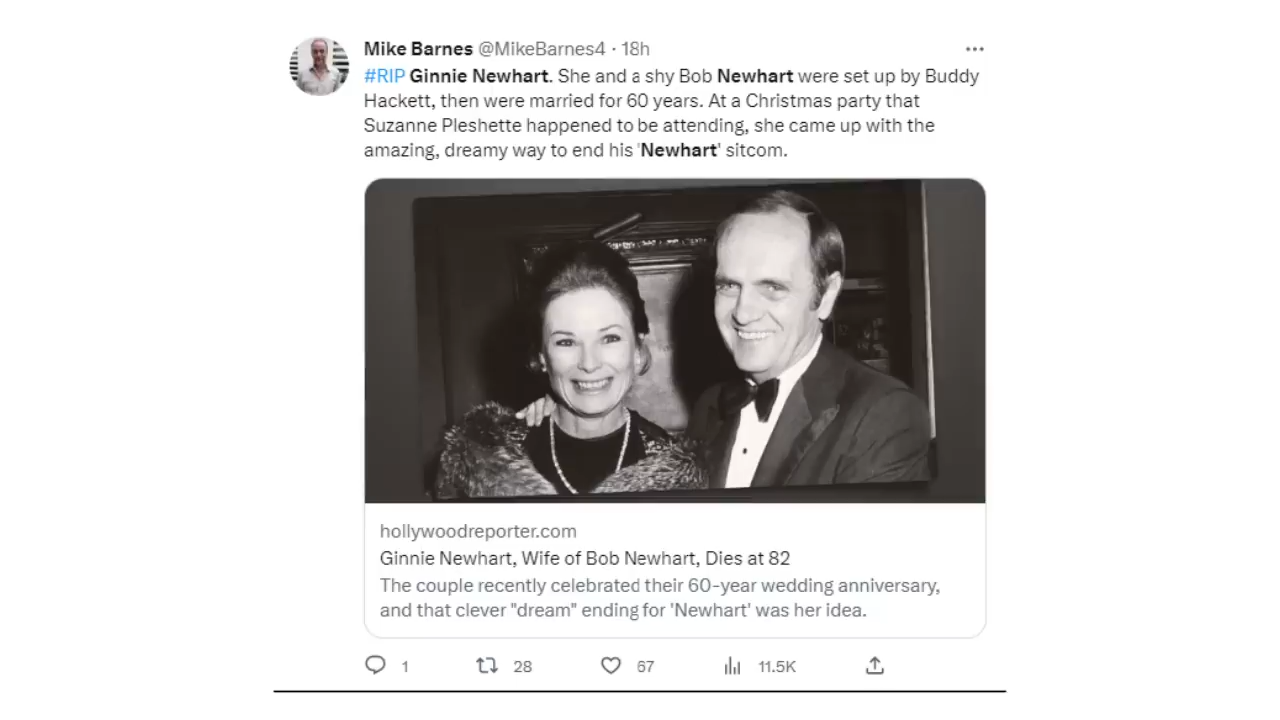 Mike Barnes @MikeBarnes4 · 18h
#RIP Ginnie Newhart. She and a shy Bob Newhart were set up by Buddy
Hackett, then were married for 60 years. At a Christmas party that
Suzanne Pleshette happened to be attending, she came up with the
amazing, dreamy way to end his 'Newhart' sitcom.
hollywoodreporter.com
Ginnie Newhart, Wife of Bob Newhart, Dies at 82
The couple recently celebrated their 60-year wedding anniversary,
and that clever "dream" ending for 'Newhart' was her idea.
1 28 67 11.5K